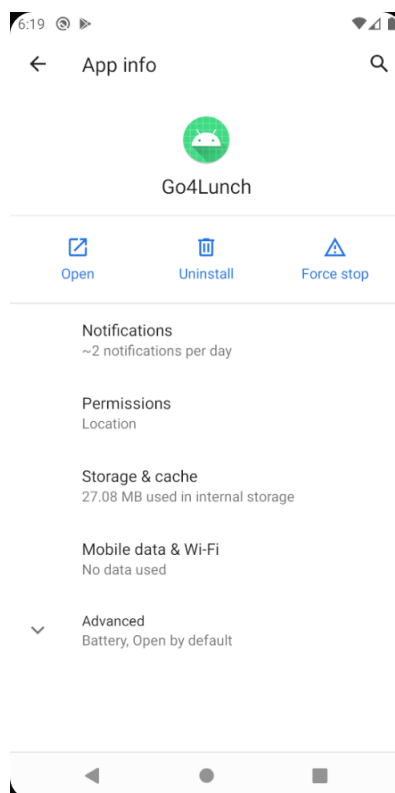 6:19
App info
Go4Lunch
Open Uninstall Force stop
Notifications
~2 notifications per day
Permissions
Location
Storage & cache
27.08 MB used in internal storage
Mobile data & Wi-Fi
No data used
Advanced
Battery, Open by default